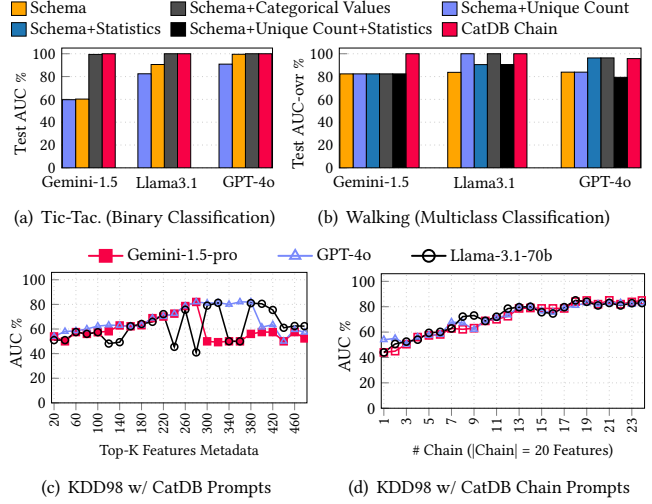 Schema Schema+Categorical Values Schema+Unique Count
Schema+Statistics Schema+Unique Count+Statistics CatDB Chain
Test AUC %
100
80
60
40
20
0
Gemini-1.5 Llama3.1 GPT-4o
(a) Tic-Tac. (Binary Classification)
Test AUC-ovr %
100
80
60
40
20
0
Gemini-1.5 Llama3.1 GPT-4o
(b) Walking (Multiclass Classification)
Gemini-1.5-pro GPT-4o Llama-3.1-70b
AUC %
100
80
60
40
20
0
20 60 100 140 180 220 260 300 340 380 420 460
Top-K Features Metadata
(c) KDD98 w/ CatDB Prompts
AUC %
100
80
60
40
20
0
1 3 5 7 9 11 13 15 17 19 21 23
# Chain (|Chain| = 20 Features)
(d) KDD98 w/ CatDB Chain Prompts